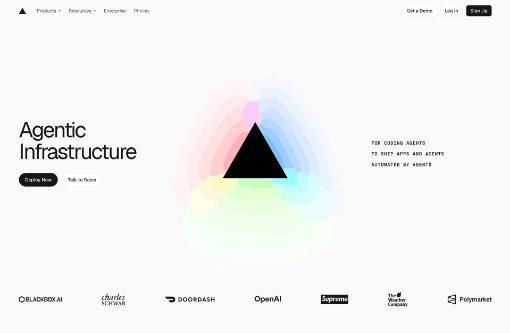 Products
Resources
Enterprise
Pricing
Get a Demo
Log In
Sign Up
Agentic
Infrastructure
Deploy Now
Talk to Sales
FOR CODING AGENTS
TO SHIP APPS AND AGENTS
AUTOMATED BY AGENTS
BLACKBOX.AI
charles
SCHWAB
DOORDASH
OpenAI
Supreme
The
Weather
Company
Polymarket